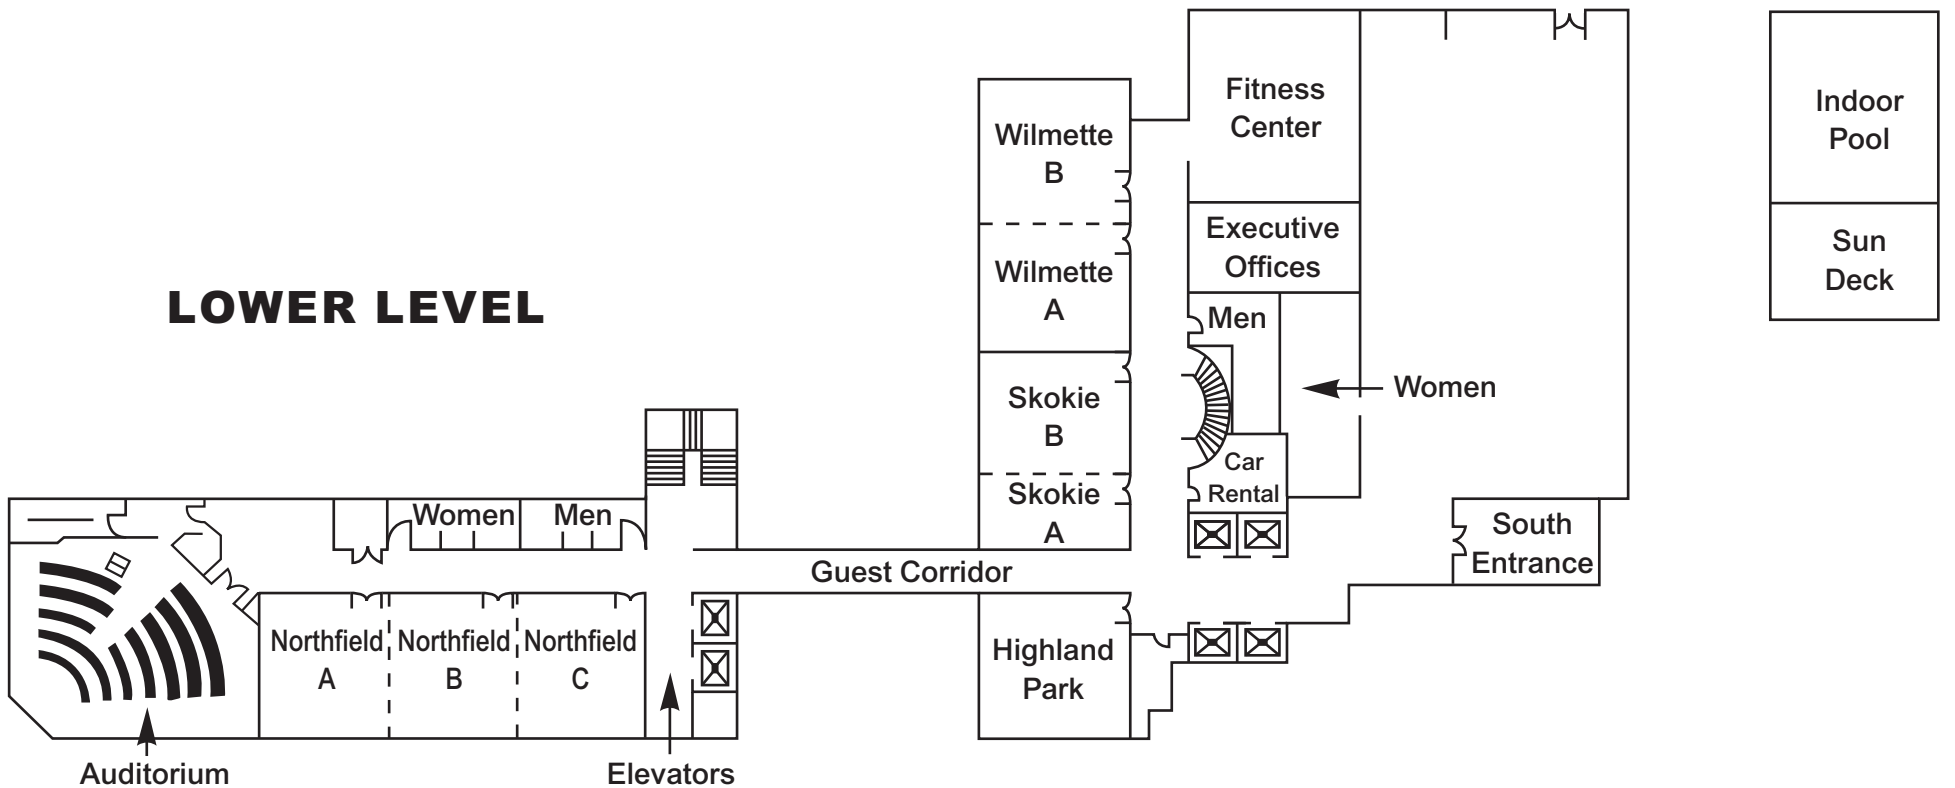 Fitness
Center
Indoor
Pool
Wilmette
B
Executive
Offices
Sun
Deck
Wilmette
A
LOWER LEVEL
Men
Women
Skokie
B
Car
Rental
Skokie
A
Women
Men
South
Entrance
Guest Corridor
Northfield
A
Northfield
B
Northfield
C
Highland
Park
Auditorium
Elevators